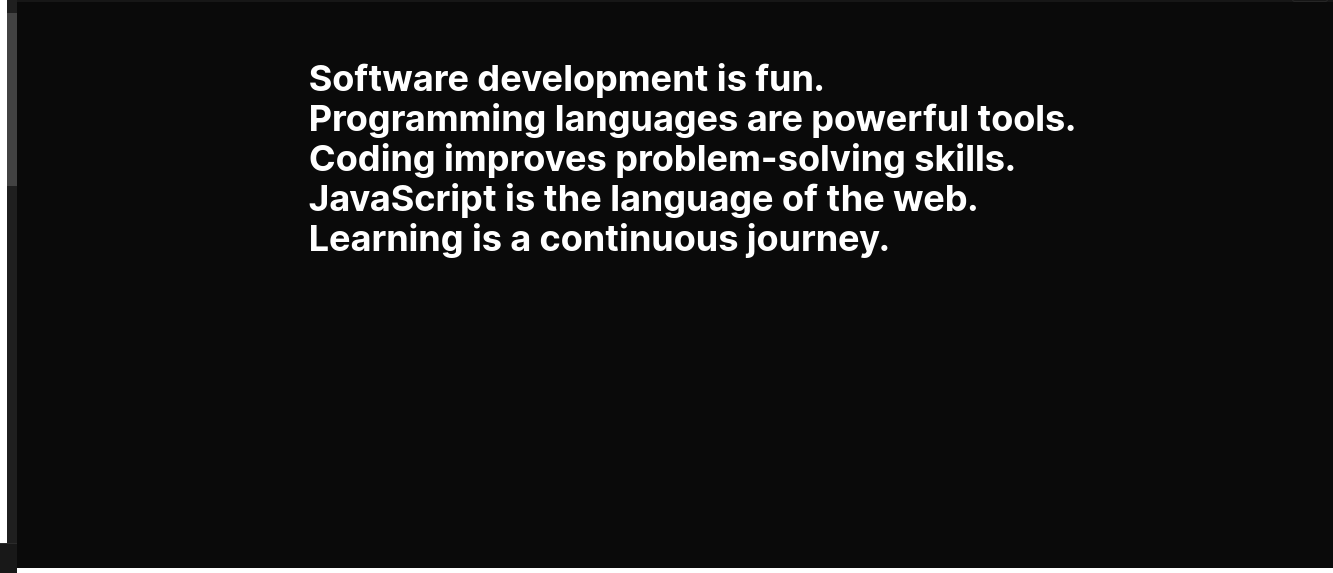 Software development is fun.
Programming languages are powerful tools.
Coding improves problem-solving skills.
JavaScript is the language of the web.
Learning is a continuous journey.